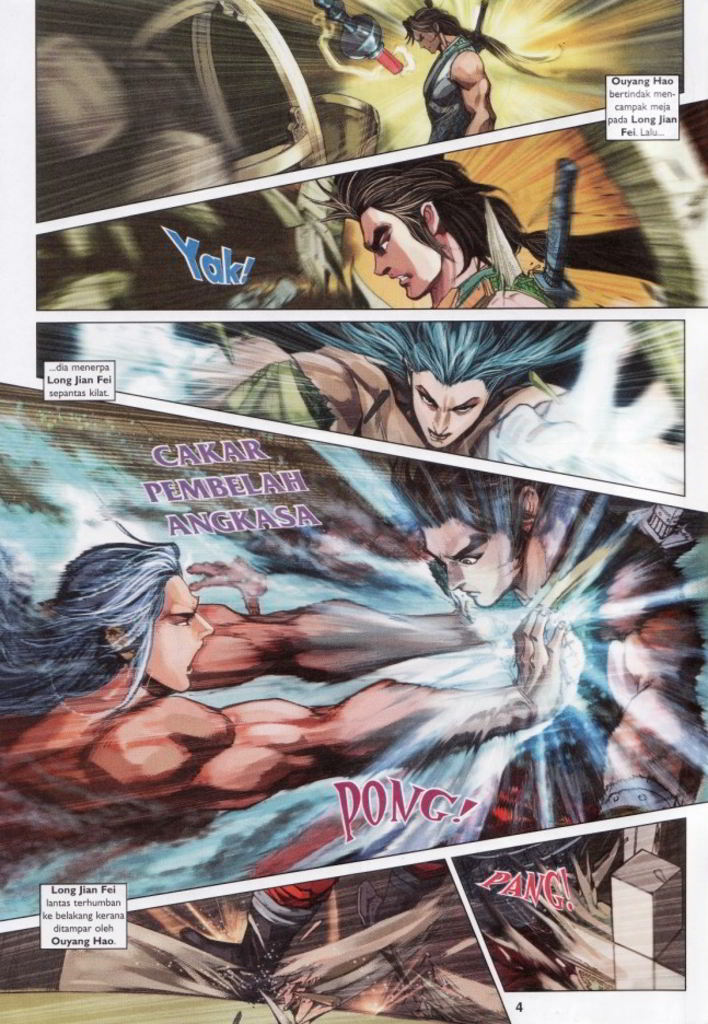 Ouyang Hao
bertindak men-
campak meja
pada Long Jian
Fei. Lalu...
Yak!
...dia menerpa
Long Jian Fei
sepantas kilat.
CAKAR
PEMBELAH
ANGKASA
PONG!
Long Jian Fei
lantas terhumban
ke belakang kerana
ditampar oleh
Ouyang Hao.
PANG!
4